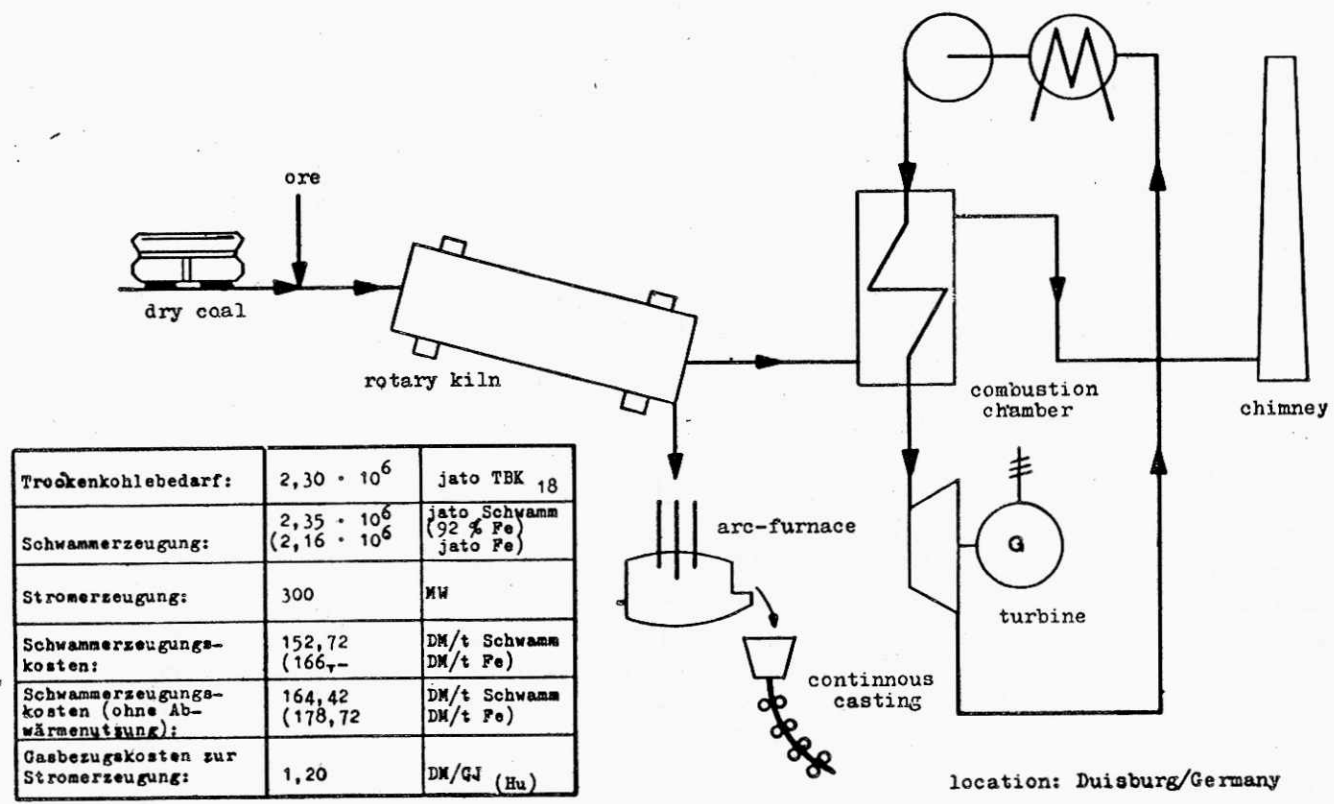 ore
dry coal
rotary kiln
combustion
chamber
chimney
arc-furnace
G
turbine
continnous
casting
Trockenkohlebedarf: 2,30 · 10⁶ jato TBK 18
Schwammerzeugung: 2,35 · 10⁶ jato Schwamm
(92 % Fe)
(2,16 · 10⁶ jato Fe)
Stromerzeugung: 300 MW
Schwammerzeugungs- 152,72 DM/t Schwamm
kosten: (166,- DM/t Fe)
Schwammerzeugungs- 164,42 DM/t Schwamm
kosten (ohne Ab- (178,72 DM/t Fe)
wärmenutzung):
Gasbezugskosten zur
Stromerzeugung: 1,20 DM/GJ (Hu)
location: Duisburg/Germany